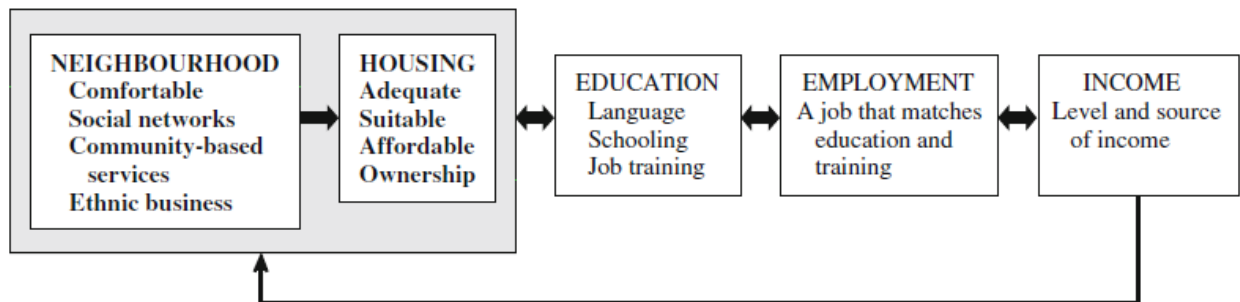 NEIGHBOURHOOD
Comfortable
Social networks
Community-based
services
Ethnic business
HOUSING
Adequate
Suitable
Affordable
Ownership
EDUCATION
Language
Schooling
Job training
EMPLOYMENT
A job that matches
education and
training
INCOME
Level and source
of income